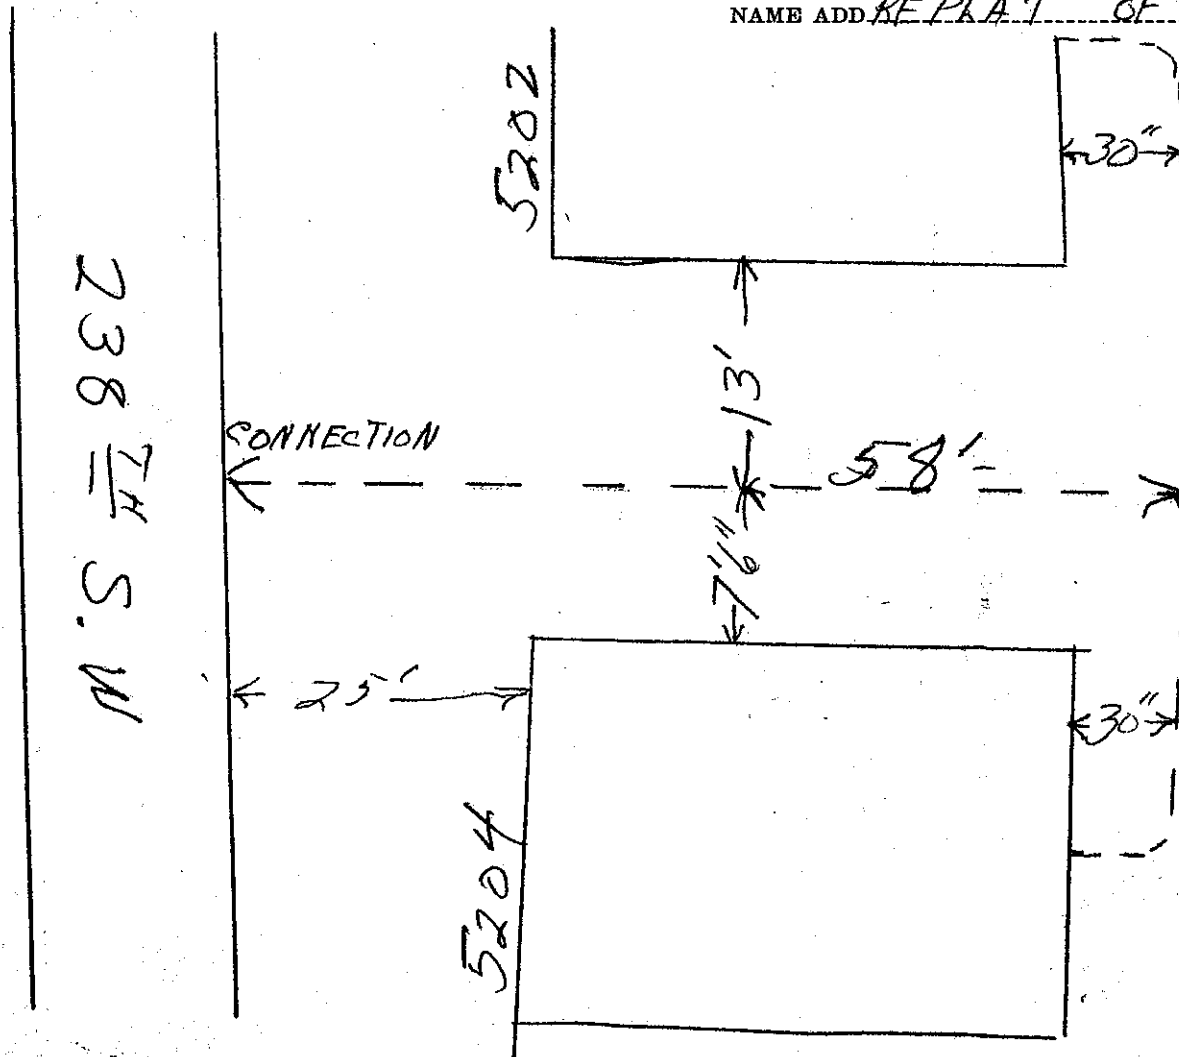 NAME ADD REPLAT OF
5202
30"
238 TH S. W
13'
CONNECTION
58'
7'6"
25'
30"
5204